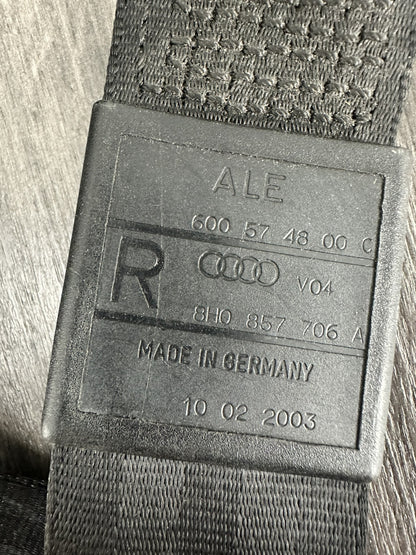 ALE
600 57 48 00 C
R V04
8H0 857 706 A
MADE IN GERMANY
10 02 2003